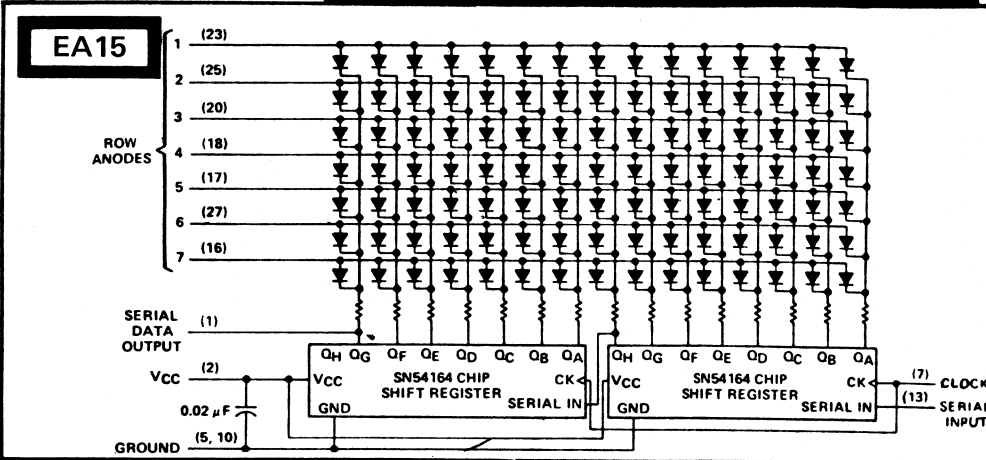 EA15
ROW
ANODES
1 (23)
2 (25)
3 (20)
4 (18)
5 (17)
6 (27)
7 (16)
SERIAL
DATA
OUTPUT
(1)
VCC (2)
0.02 μF
GROUND (5, 10)
QH QG QF QE QD QC QB QA
VCC SN54164 CHIP CK
SHIFT REGISTER
GND SERIAL IN
QH QG QF QE QD QC QB QA
VCC SN54164 CHIP CK
SHIFT REGISTER
GND SERIAL IN
(7) CLOCK
(13) SERIAL
INPUT